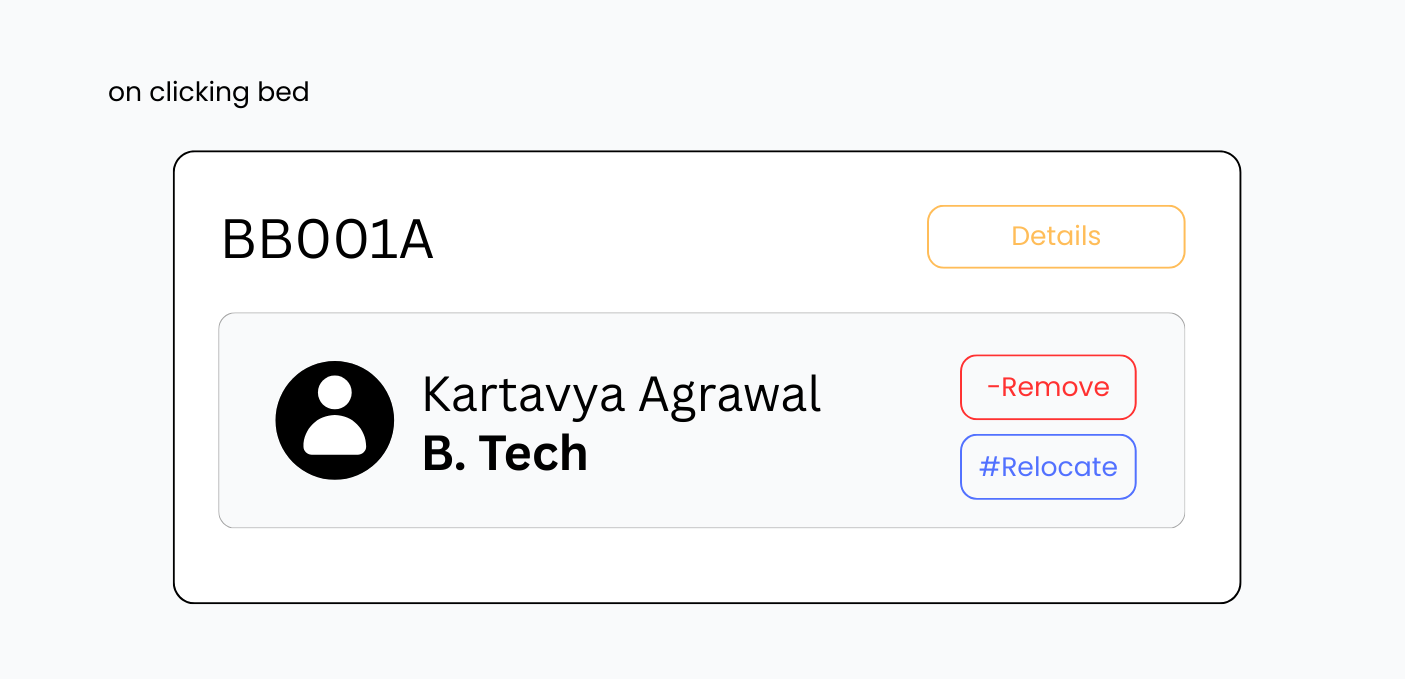 on clicking bed
BB001A
Details
Kartavya Agrawal
B. Tech
-Remove
#Relocate